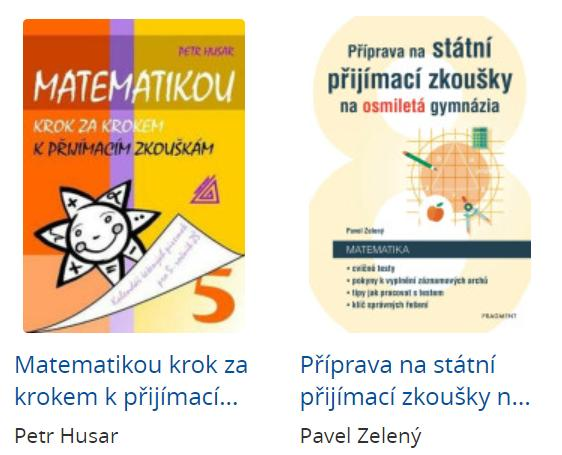 PETR HUSAR
MATEMATIKOU
KROK ZA KROKEM
K PŘIJÍMACÍM ZKOUŠKÁM
5
Příprava na státní
přijímací zkoušky
na osmiletá gymnázia
Pavel Zelený
MATEMATIKA
• cvičné testy
• pokyny k vyplnění záznamových archů
• tipy jak pracovat s testem
• klíč správných řešení
FRAGMENT
Matematikou krok za
krokem k přijímací...
Petr Husar
Příprava na státní
přijímací zkoušky n...
Pavel Zelený